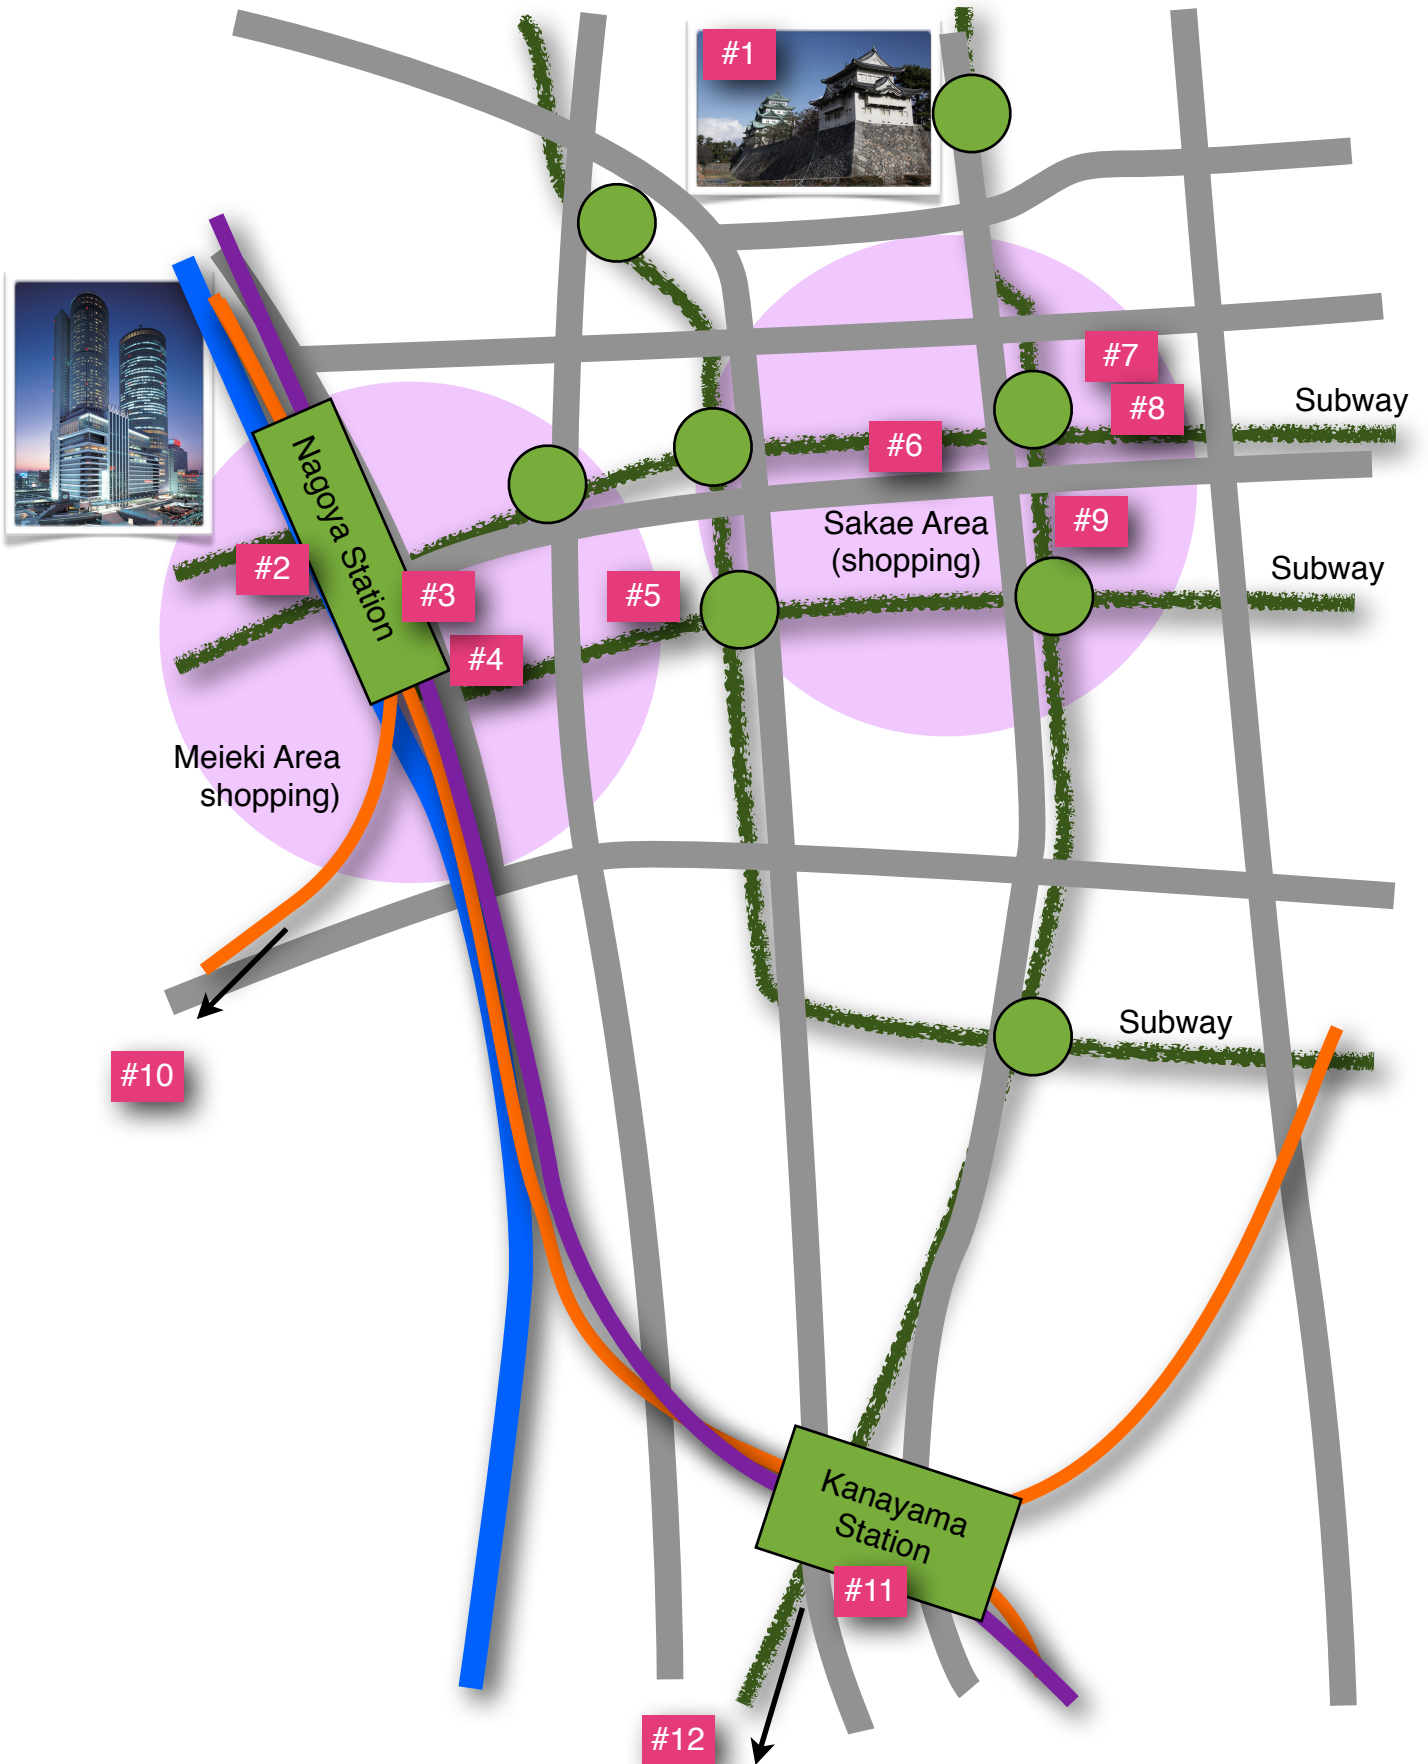 #1
#7
Subway
#8
Nagoya Station
#6
Sakae Area
(shopping)
#9
#2
#3
#5
Subway
#4
Meieki Area
shopping)
Subway
#10
Kanayama
Station
#11
#12